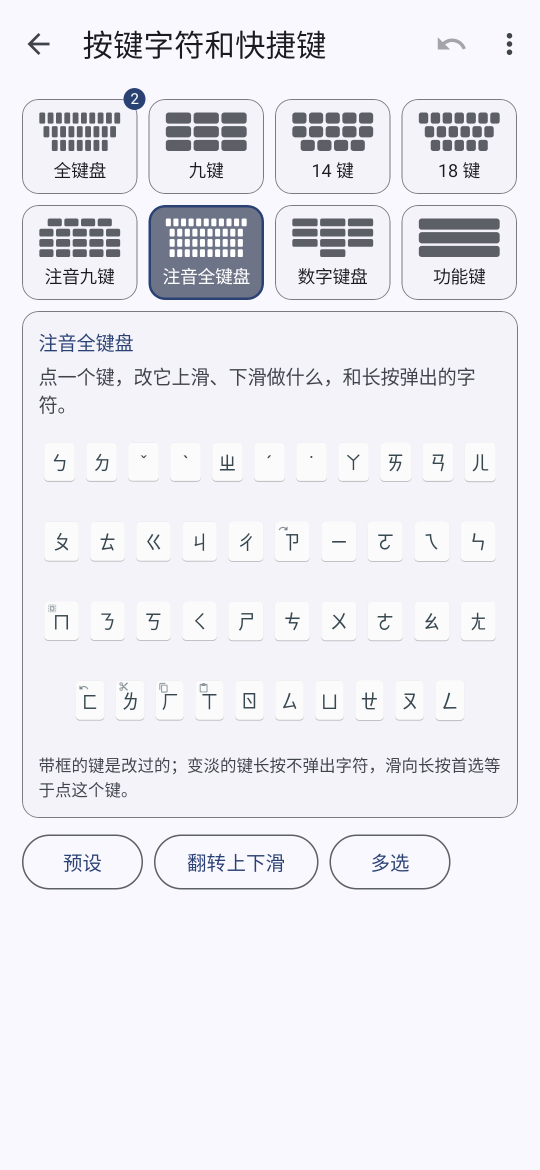 按键字符和快捷键
2
全键盘 九键 14 键 18 键
注音九键 注音全键盘 数字键盘 功能键
注音全键盘
点一个键，改它上滑、下滑做什么，和长按弹出的字
符。
ㄅ ㄉ ˇ ˋ ㄓ ˊ ˙ ㄚ ㄞ ㄢ ㄦ
ㄆ ㄊ ㄍ ㄐ ㄔ ㄗ ㄧ ㄛ ㄟ ㄣ
ㄇ ㄋ ㄎ ㄑ ㄕ ㄘ ㄨ ㄜ ㄠ ㄤ
ㄈ ㄌ ㄏ ㄒ ㄖ ㄙ ㄩ ㄝ ㄡ ㄥ
带框的键是改过的；变淡的键长按不弹出字符，滑向长按首选等
于点这个键。
预设 翻转上下滑 多选